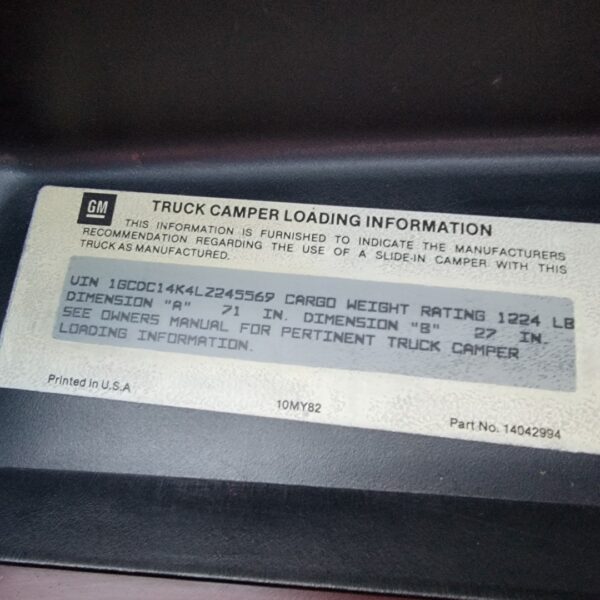 GM
TRUCK CAMPER LOADING INFORMATION
THIS INFORMATION IS FURNISHED TO INDICATE THE MANUFACTURERS
RECOMMENDATION REGARDING THE USE OF A SLIDE-IN CAMPER WITH THIS
TRUCK AS MANUFACTURED.
VIN 1GCDC14K4LZ245569 CARGO WEIGHT RATING 1224 LB
DIMENSION "A" 71 IN. DIMENSION "B" 27 IN.
SEE OWNERS MANUAL FOR PERTINENT TRUCK CAMPER
LOADING INFORMATION.
Printed in U.S.A
10MY82
Part No. 14042994